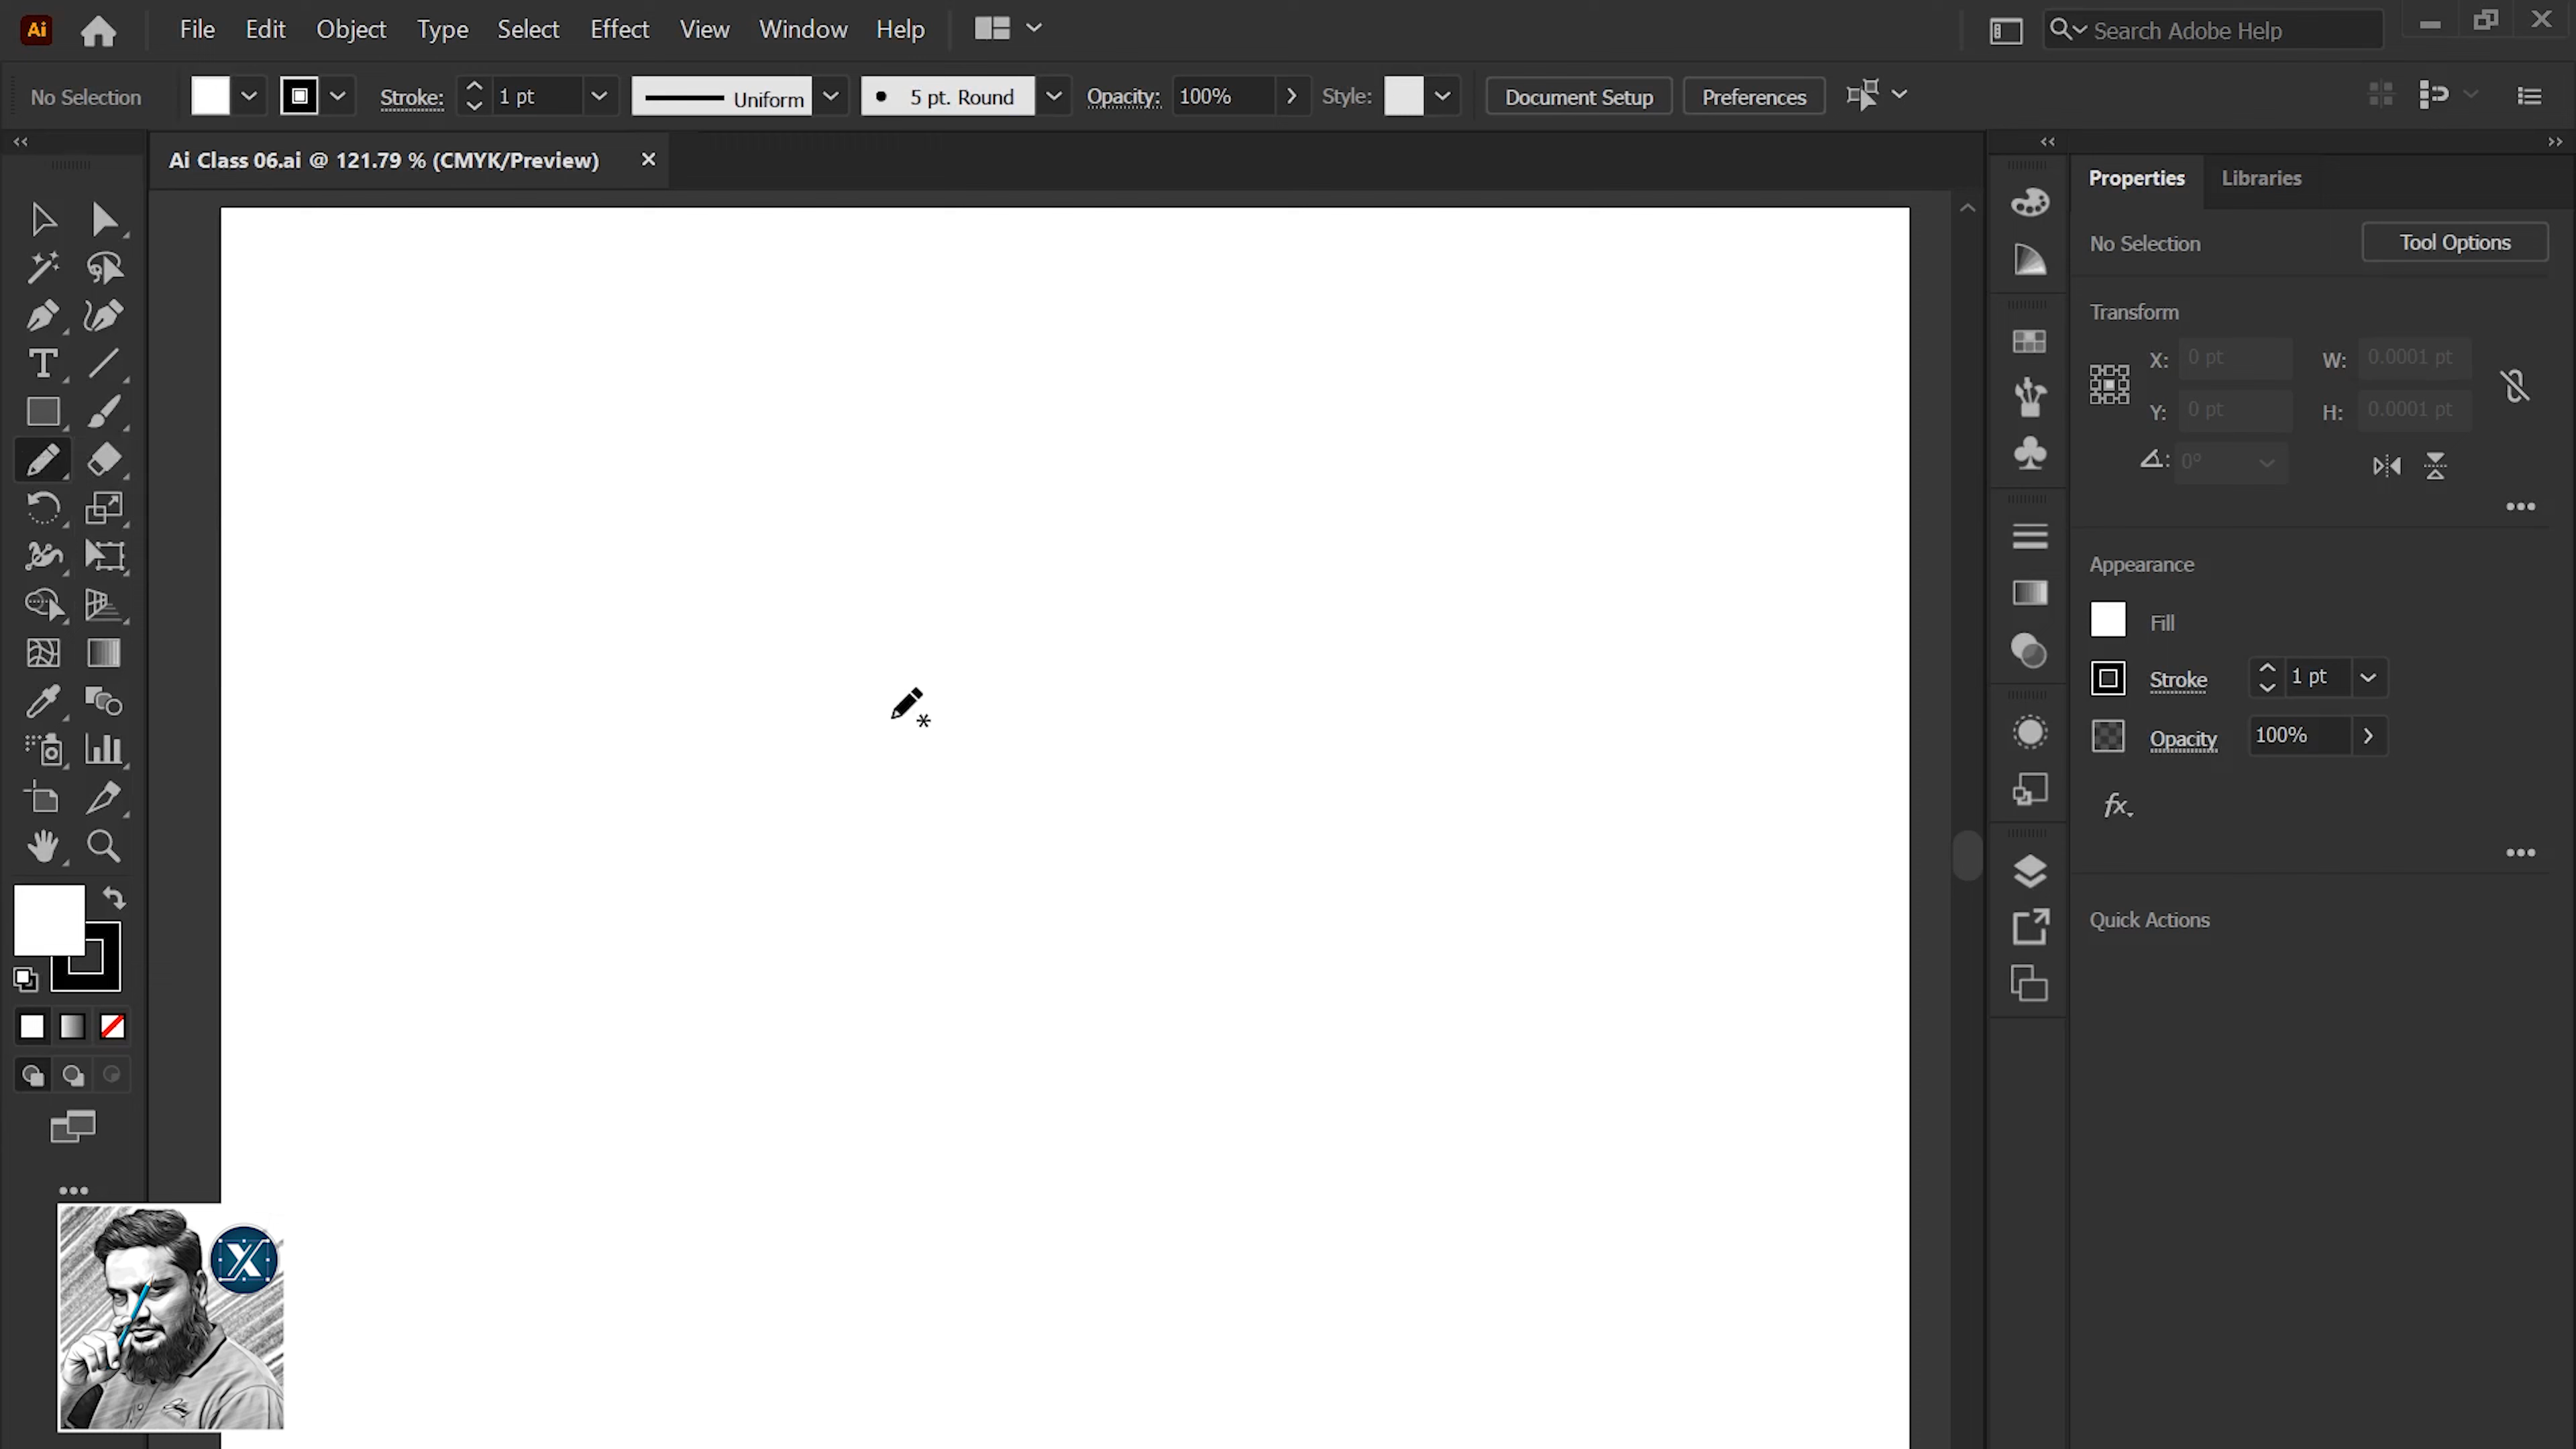 Ai File Edit Object Type Select Effect View Window Help Search Adobe Help
No Selection Stroke: 1 pt Uniform 5 pt. Round Opacity: 100% Style: Document Setup Preferences
Ai Class 06.ai @ 121.79 % (CMYK/Preview)
Properties Libraries
No Selection Tool Options
Transform
X: 0 pt W: 0.0001 pt
Y: 0 pt H: 0.0001 pt
0°
Appearance
Fill
Stroke 1 pt
Opacity 100%
fx
Quick Actions
X